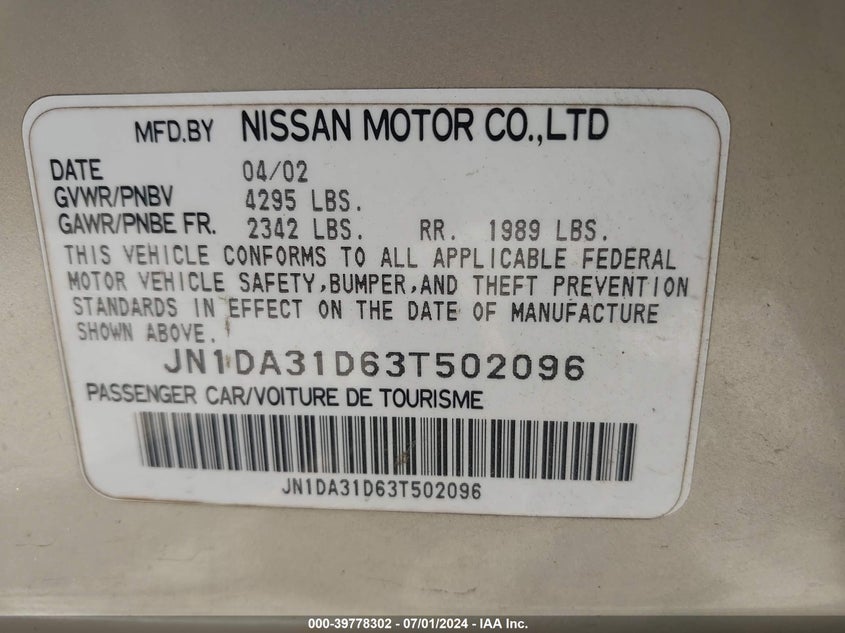 MFD.BY NISSAN MOTOR CO.,LTD
DATE 04/02
GVWR/PNBV 4295 LBS.
GAWR/PNBE FR. 2342 LBS. RR. 1989 LBS.
THIS VEHICLE CONFORMS TO ALL APPLICABLE FEDERAL
MOTOR VEHICLE SAFETY,BUMPER,AND THEFT PREVENTION
STANDARDS IN EFFECT ON THE DATE OF MANUFACTURE
SHOWN ABOVE.
JN1DA31D63T502096
PASSENGER CAR/VOITURE DE TOURISME
JN1DA31D63T502096
000-39778302 - 07/01/2024 - IAA Inc.